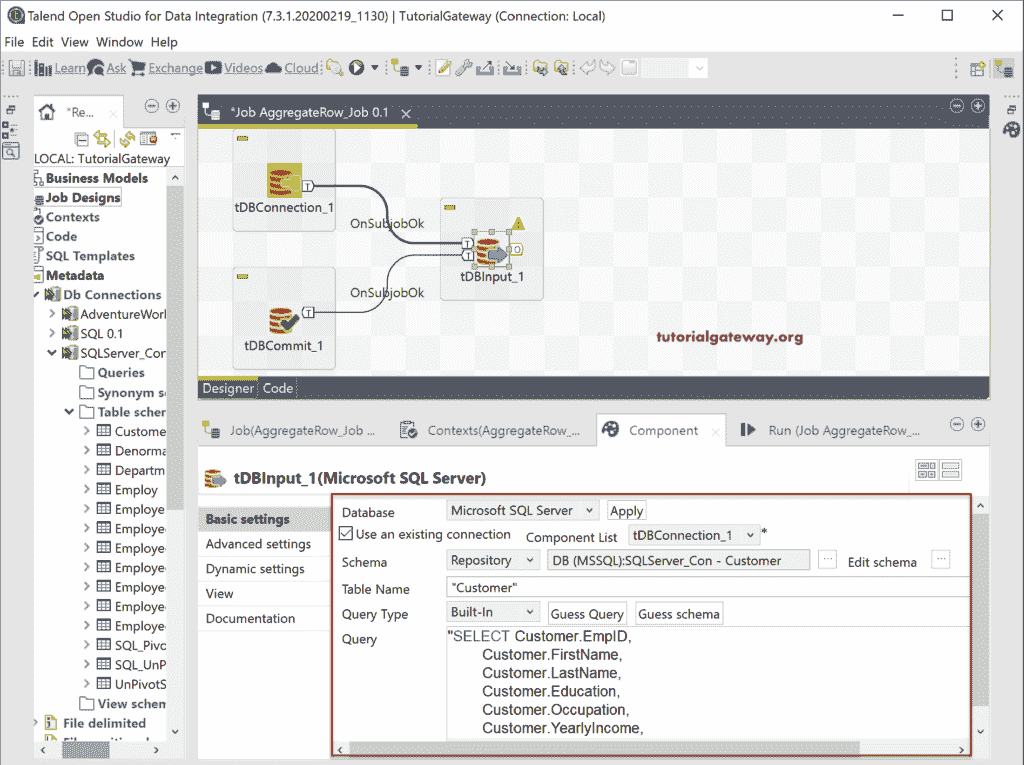 Talend Open Studio for Data Integration (7.3.1.20200219_1130) | TutorialGateway (Connection: Local)
File Edit View Window Help
Learn Ask Exchange Videos Cloud
*Re...
*Job AggregateRow_Job 0.1
LOCAL: TutorialGateway
Business Models
Job Designs
Contexts
Code
SQL Templates
Metadata
Db Connections
AdventureWorl
SQL 0.1
SQLServer_Con
Queries
Synonym s
Table scher
Custome
Denorma
Departm
Employ
Employe
Employe
Employe
Employe
Employe
Employe
Employe
SQL_Pivo
SQL_UnP
UnPivotS
View schem
File delimited
tDBConnection_1
OnSubjobOk
tDBInput_1
OnSubjobOk
tDBCommit_1
tutorialgateway.org
Designer Code
Job(AggregateRow_Job ... Contexts(AggregateRow_... Component Run (Job AggregateRow_...
tDBInput_1(Microsoft SQL Server)
Basic settings
Advanced settings
Dynamic settings
View
Documentation
Database Microsoft SQL Server Apply
Use an existing connection Component List tDBConnection_1 *
Schema Repository DB (MSSQL):SQLServer_Con - Customer ... Edit schema ...
Table Name "Customer"
Query Type Built-In Guess Query Guess schema
Query "SELECT Customer.EmpID,
Customer.FirstName,
Customer.LastName,
Customer.Education,
Customer.Occupation,
Customer.YearlyIncome,